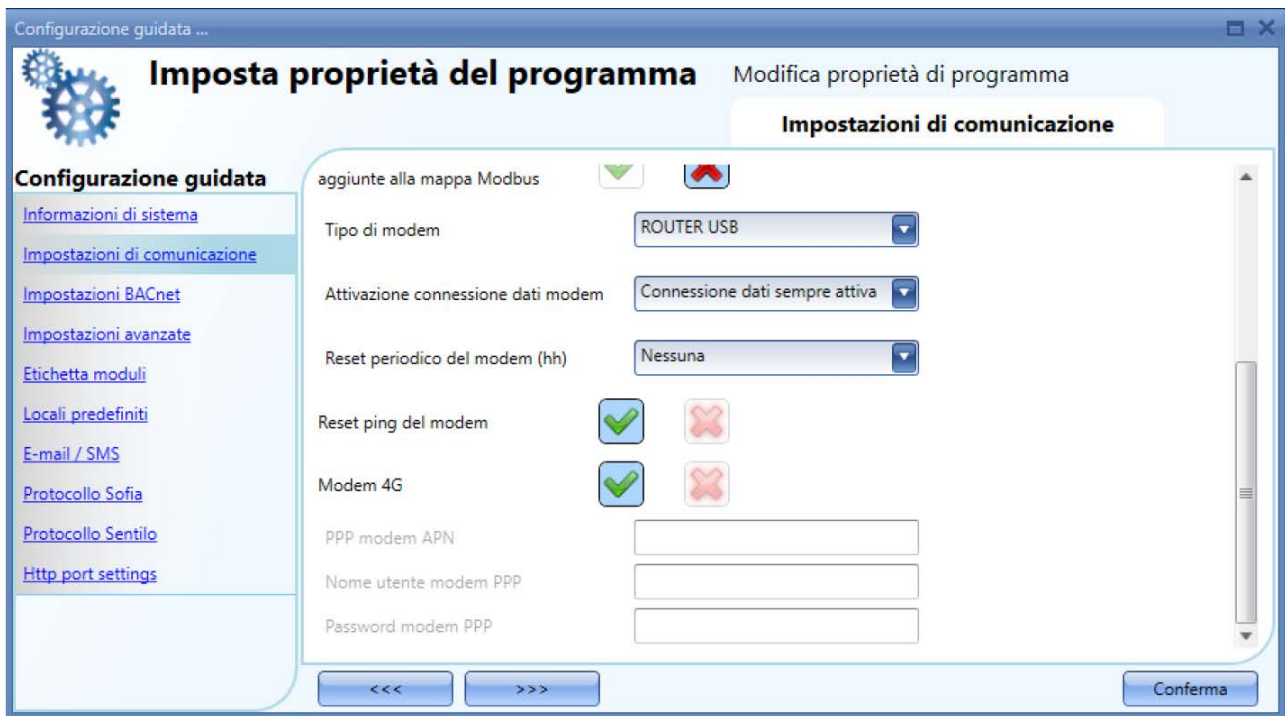 Configurazione guidata ...
Imposta proprietà del programma
Modifica proprietà di programma
Impostazioni di comunicazione
Configurazione guidata
Informazioni di sistema
Impostazioni di comunicazione
Impostazioni BACnet
Impostazioni avanzate
Etichetta moduli
Locali predefiniti
E-mail / SMS
Protocollo Sofia
Protocollo Sentilo
Http port settings
aggiunte alla mappa Modbus
Tipo di modem
ROUTER USB
Attivazione connessione dati modem
Connessione dati sempre attiva
Reset periodico del modem (hh)
Nessuna
Reset ping del modem
Modem 4G
PPP modem APN
Nome utente modem PPP
Password modem PPP
<<<
>>>
Conferma